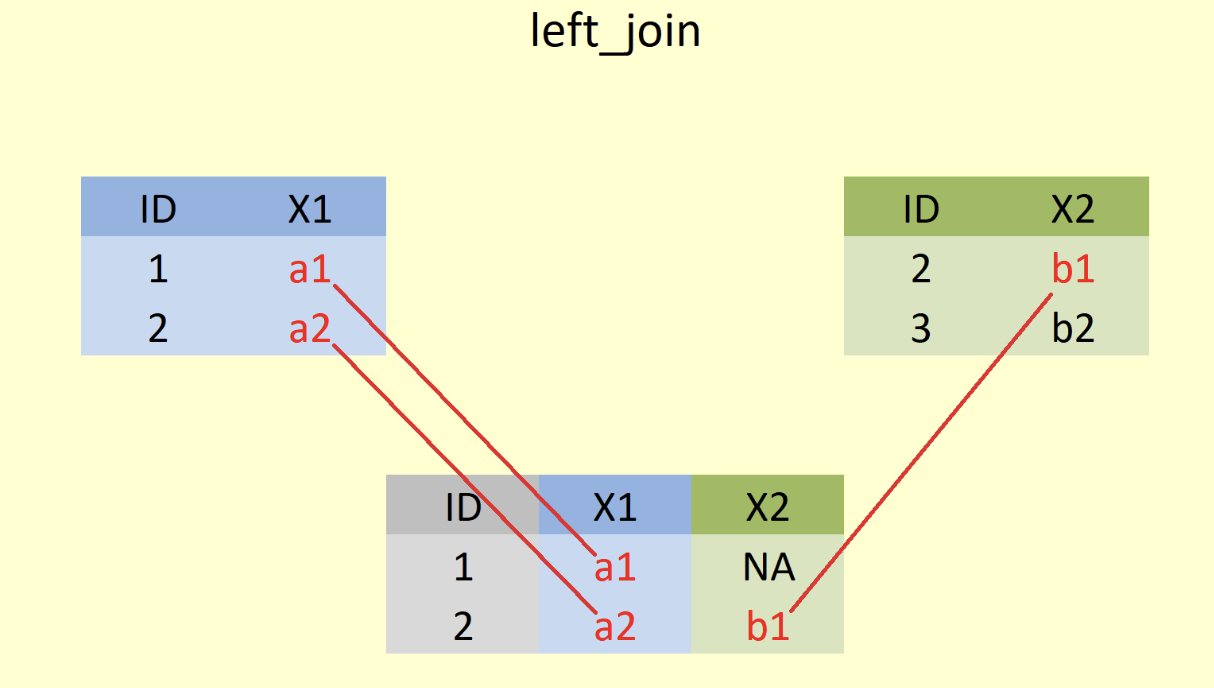 left_join
ID X1
1 a1
2 a2
ID X2
2 b1
3 b2
ID X1 X2
1 a1 NA
2 a2 b1